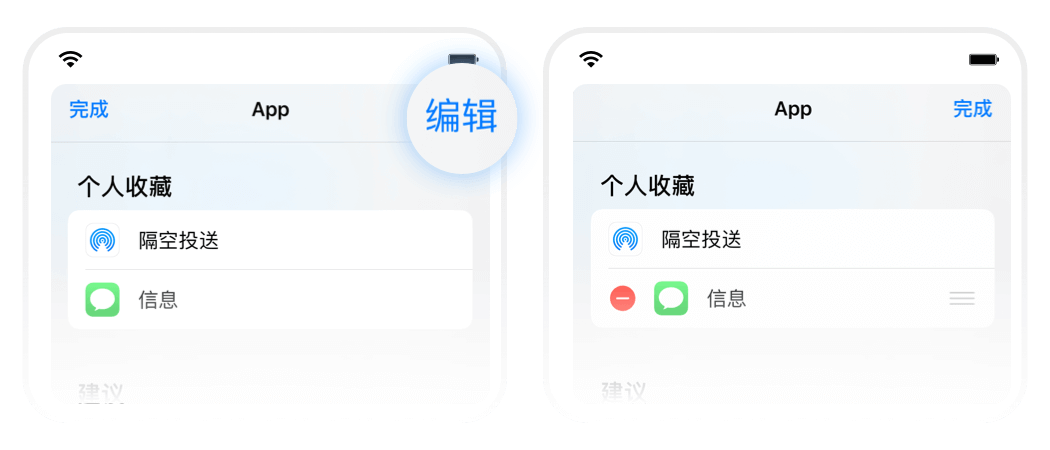 完成 App 编辑
个人收藏
隔空投送
信息
建议
App 完成
个人收藏
隔空投送
信息
建议